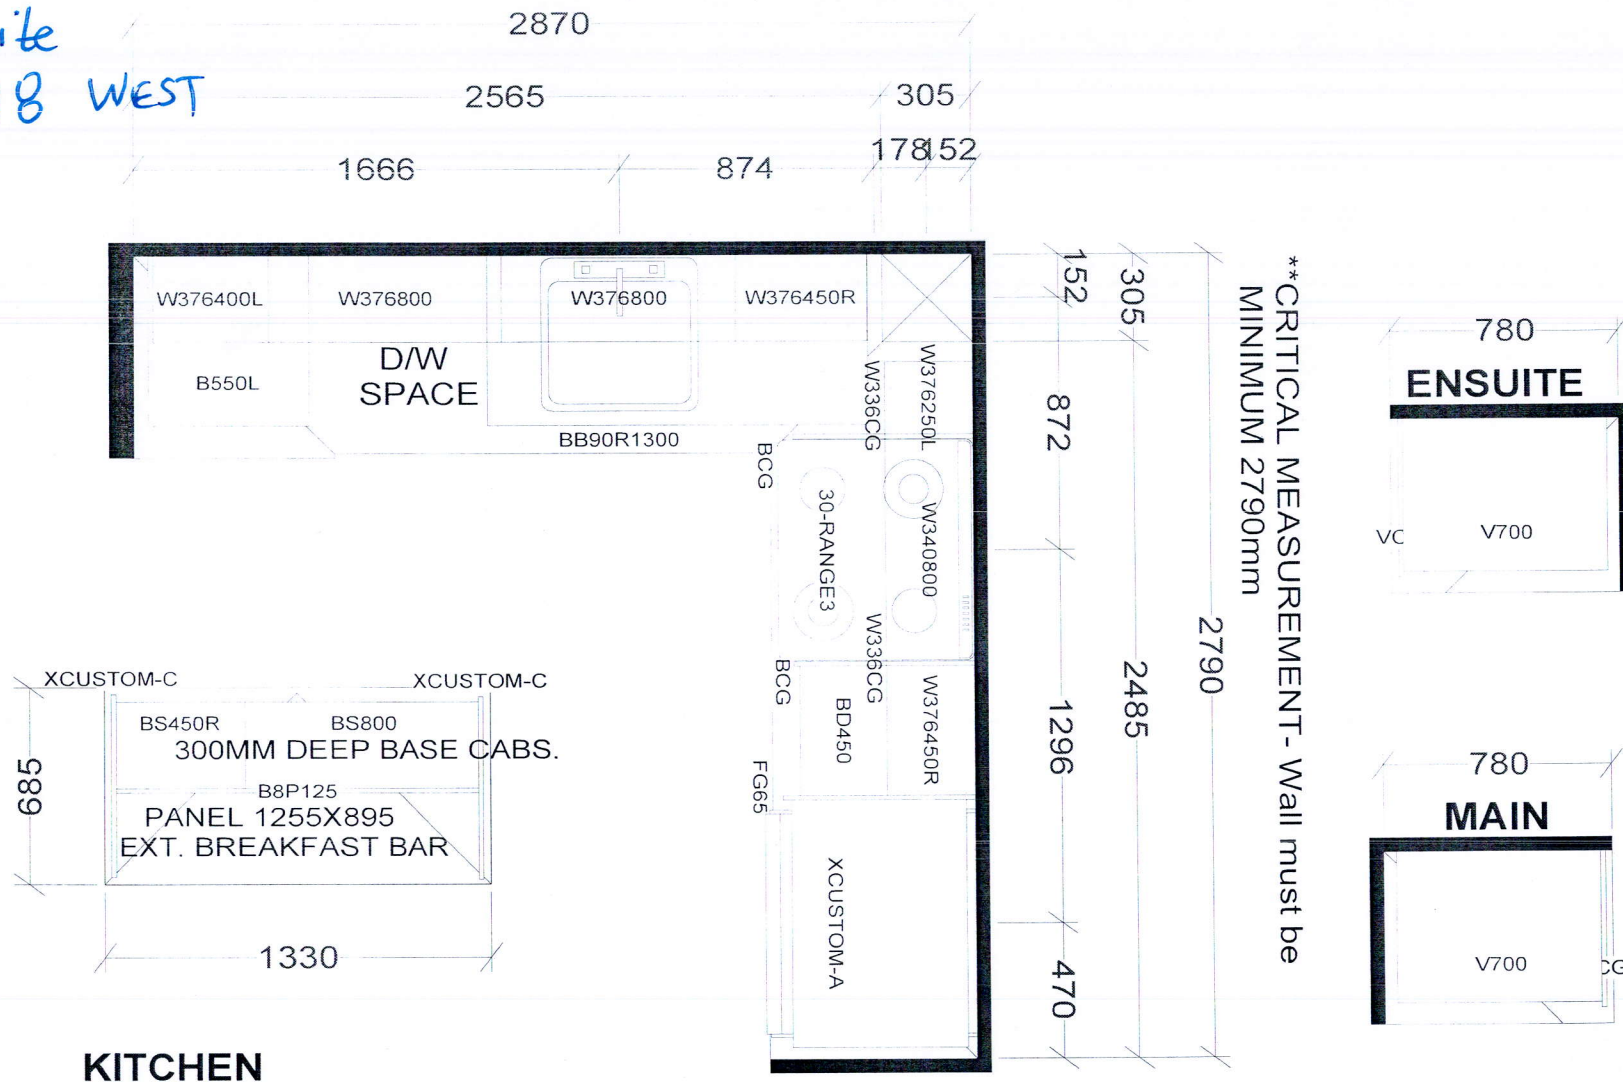 ite
8 WEST
2870
2565
305
1666
874
178
152
W376400L
W376800
W376800
W376450R
B550L
D/W
SPACE
BB90R1300
W336CG
W376250L
BCG
30-RANGE3
W340800
W336CG
BCG
BD450
W376450R
FG65
XCUSTOM-A
152
305
872
1296
2485
2790
470
**CRITICAL MEASUREMENT- Wall must be
MINIMUM 2790mm
780
ENSUITE
VC
V700
780
MAIN
V700
CG
XCUSTOM-C
XCUSTOM-C
BS450R
BS800
300MM DEEP BASE CABS.
B8P125
PANEL 1255X895
EXT. BREAKFAST BAR
685
1330
KITCHEN